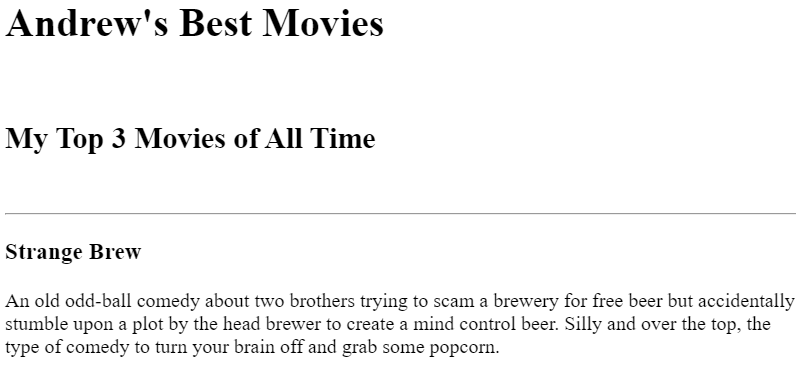 Andrew's Best Movies
My Top 3 Movies of All Time
Strange Brew
An old odd-ball comedy about two brothers trying to scam a brewery for free beer but accidentally
stumble upon a plot by the head brewer to create a mind control beer. Silly and over the top, the
type of comedy to turn your brain off and grab some popcorn.